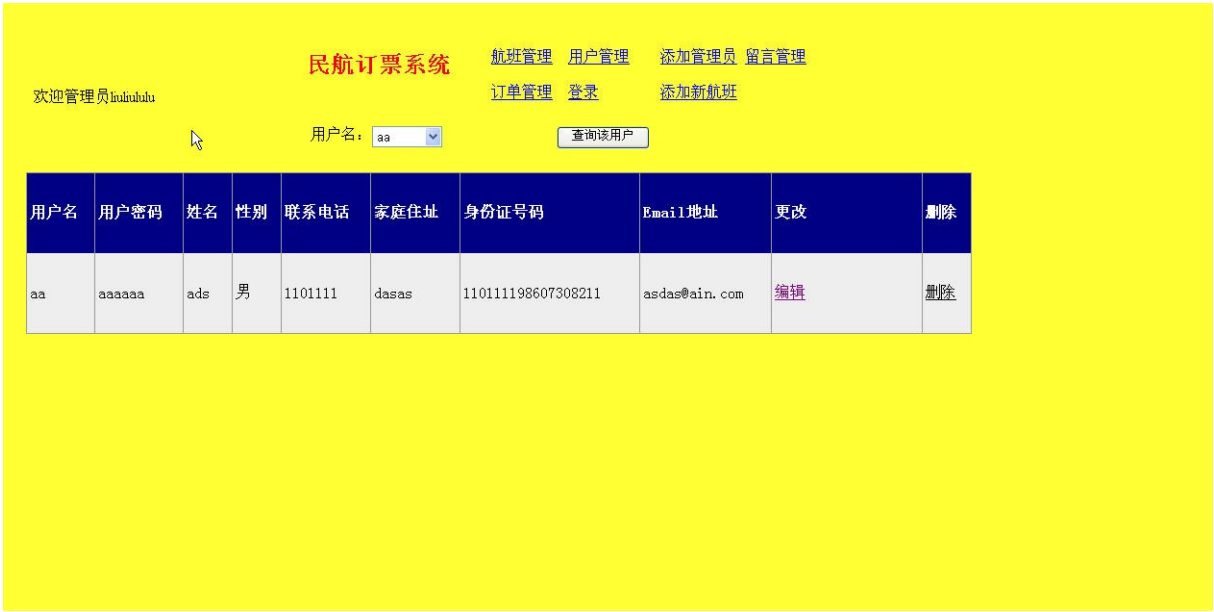 民航订票系统 航班管理 用户管理 添加管理员 留言管理
欢迎管理员liuliululu 订单管理 登录 添加新航班
用户名： aa 查询该用户
用户名 用户密码 姓名 性别 联系电话 家庭住址 身份证号码 Email地址 更改 删除
aa aaaaaa ads 男 1101111 dasas 110111198607308211 asdas@ain.com 编辑 删除